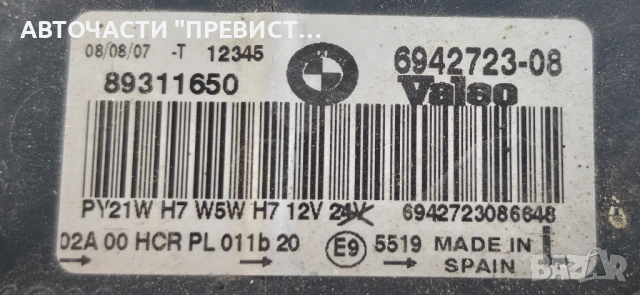 АВТОЧАСТИ "ПРЕВИСТ...
08/08/07 -T 12345
6942723-08
89311650
Valeo
PY21W H7 W5W H7 12V 24V 6942723086648
02A 00 HCR PL 011b 20 E9 5519 MADE IN L
SPAIN
bazar